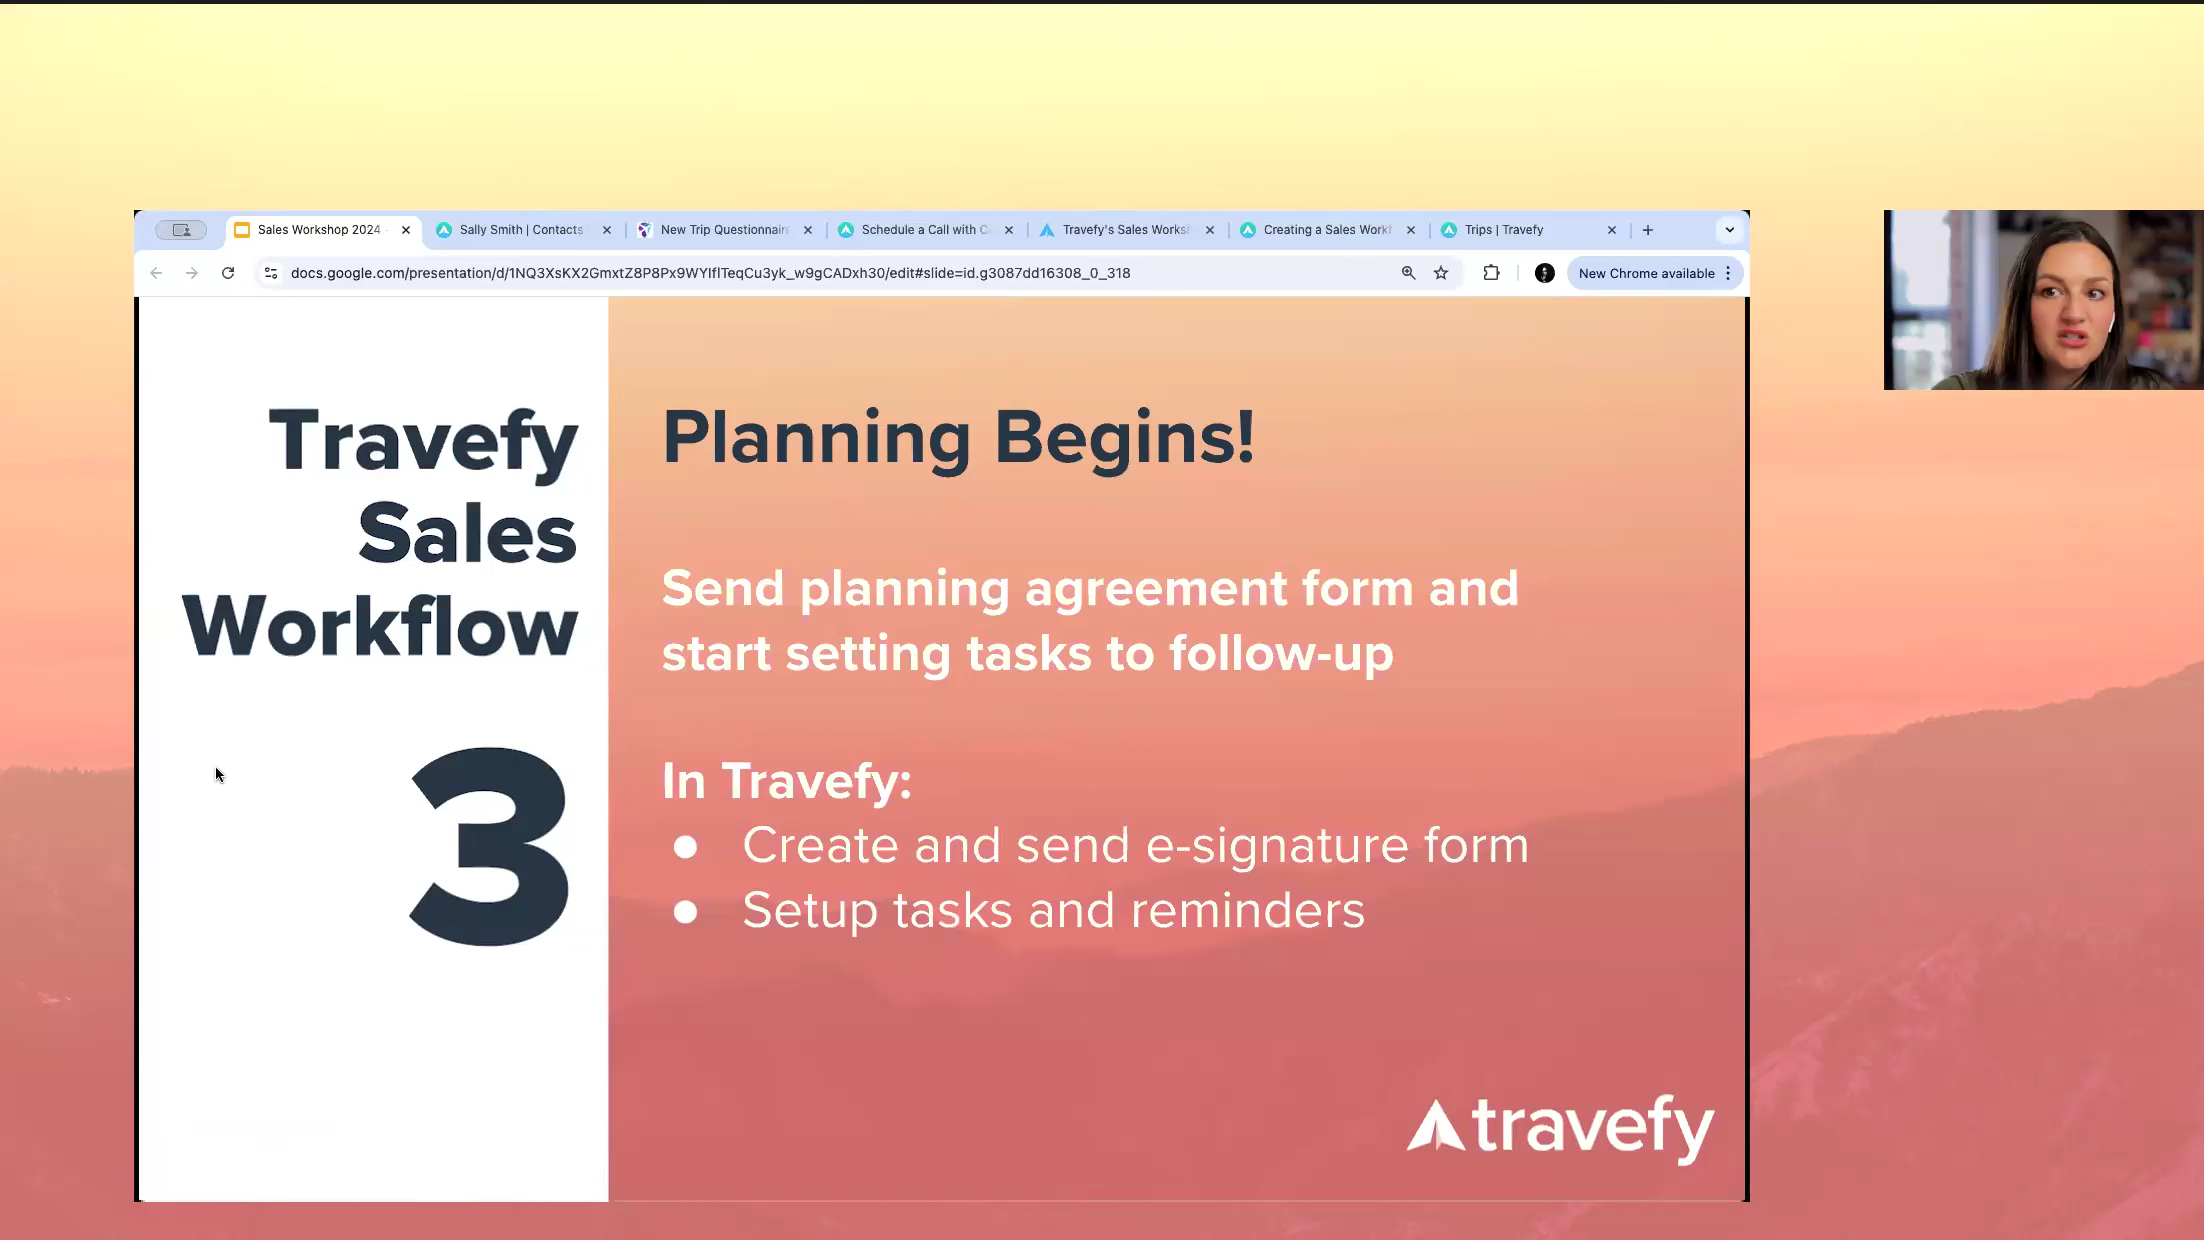 Sales Workshop 2024
Sally Smith | Contacts
New Trip Questionnaire
Schedule a Call with C
Travefy's Sales Works
Creating a Sales Workf
Trips | Travefy
docs.google.com/presentation/d/1NQ3XsKX2GmxtZ8P8Px9WYIflTeqCu3yk_w9gCADxh30/edit#slide=id.g3087dd16308_0_318
New Chrome available
Travefy
Sales
Workflow
3
Planning Begins!
Send planning agreement form and
start setting tasks to follow-up
In Travefy:
● Create and send e-signature form
● Setup tasks and reminders
travefy